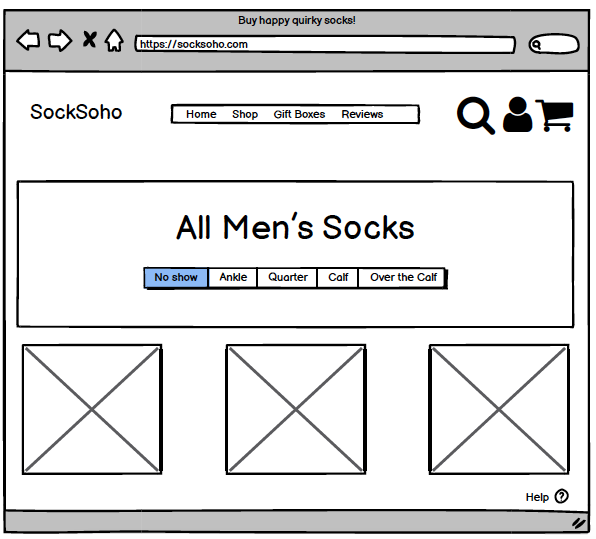 Buy happy quirky socks!
https://socksoho.com
SockSoho
Home Shop Gift Boxes Reviews
All Men's Socks
No show Ankle Quarter Calf Over the Calf
Help ?